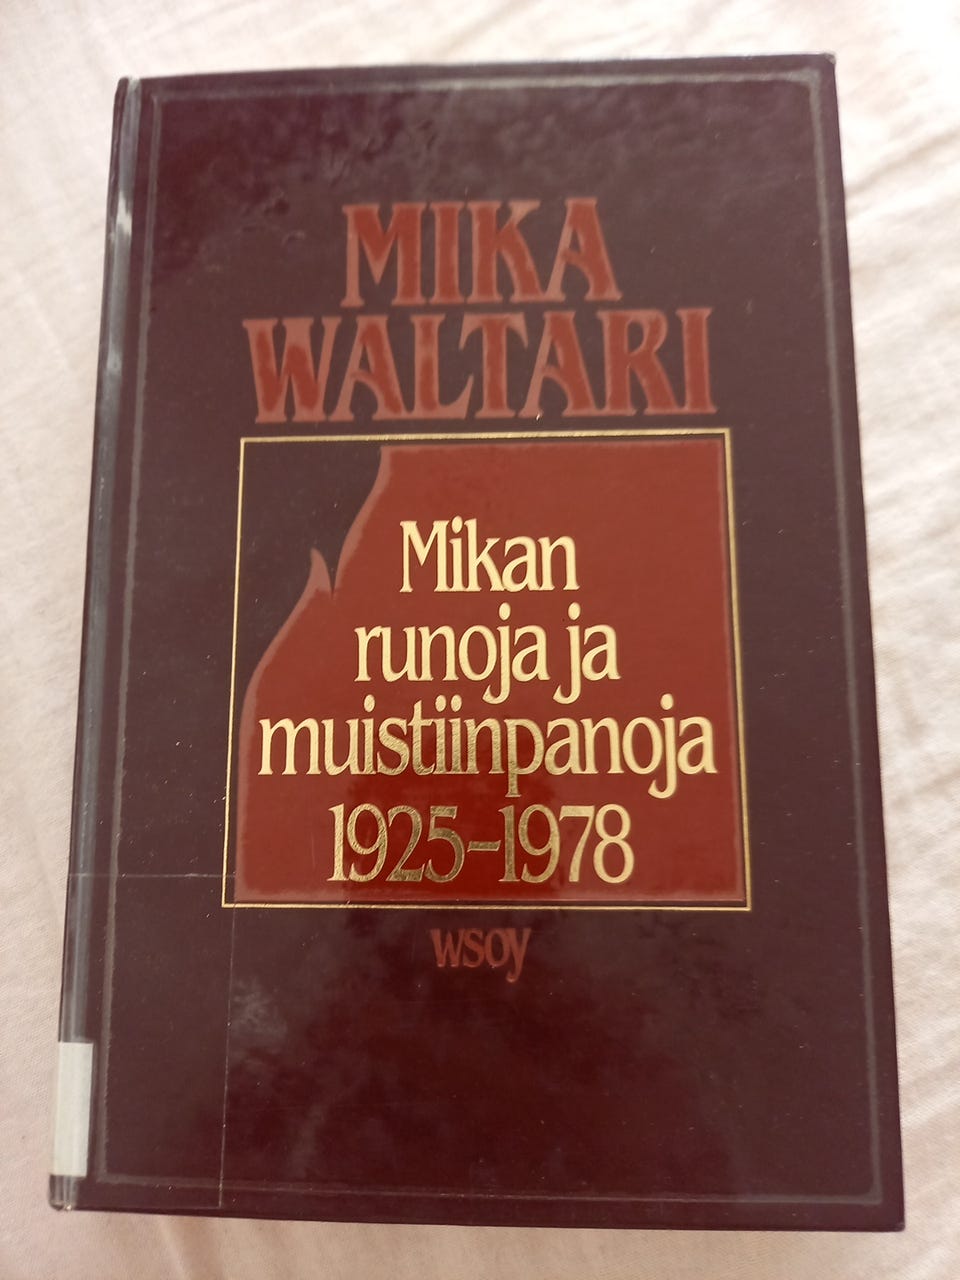 MIKA
WALTARI
Mikan
runoja ja
muistiinpanoja
1925–1978
wsoy